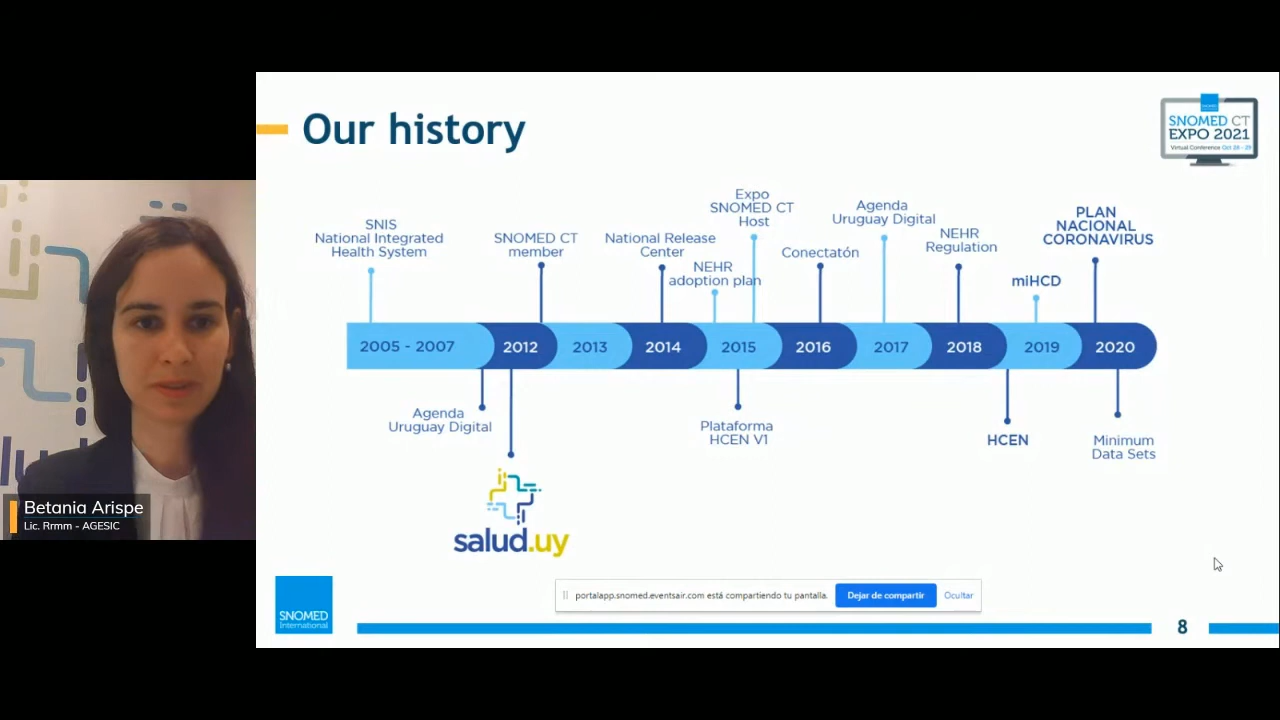 Our history
SNOMED CT
EXPO 2021
Virtual Conference Oct 28 - 29
SNIS
National Integrated
Health System
SNOMED CT
member
National Release
Center
NEHR
adoption plan
Expo
SNOMED CT
Host
Conectatón
Agenda
Uruguay Digital
NEHR
Regulation
miHCD
PLAN
NACIONAL
CORONAVIRUS
2005 - 2007
2012
2013
2014
2015
2016
2017
2018
2019
2020
Agenda
Uruguay Digital
salud.uy
Plataforma
HCEN V1
HCEN
Minimum
Data Sets
Betania Arispe
Lic. Rrmm - AGESIC
portalapp.snomed.eventsair.com está compartiendo tu pantalla.
Dejar de compartir
Ocultar
SNOMED
International
8